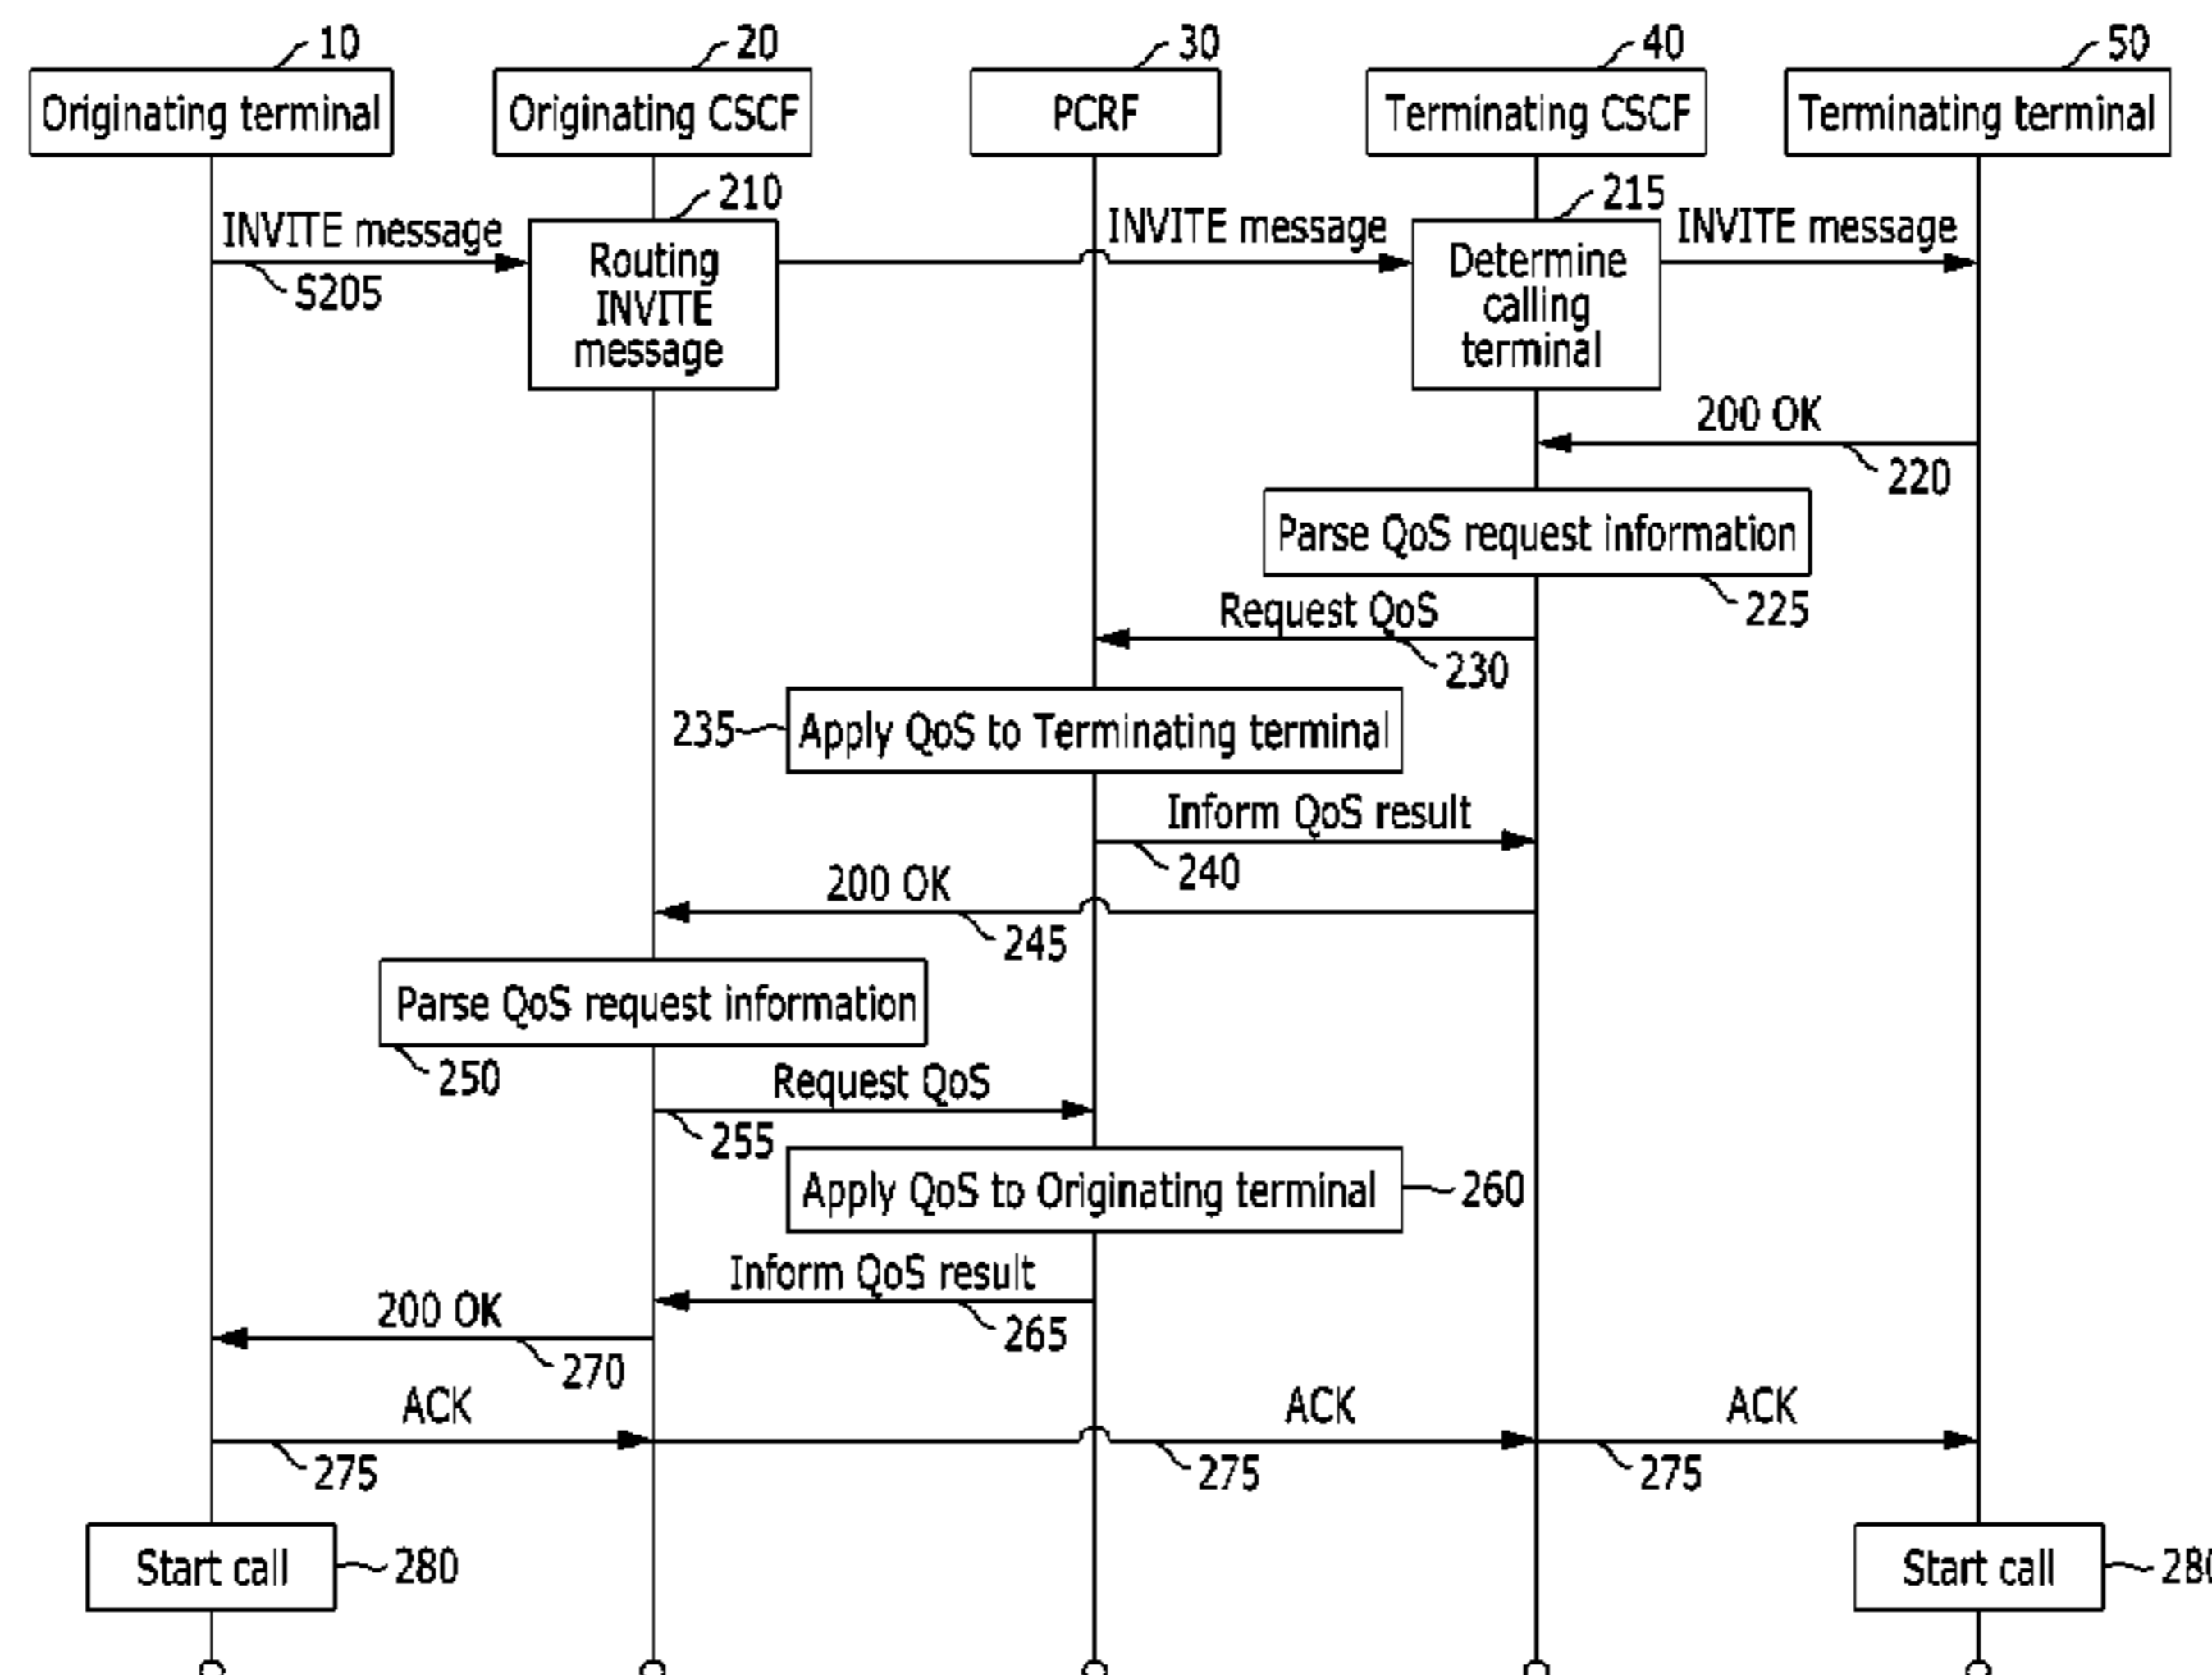 10
20
30
40
50
Originating terminal
Originating CSCF
PCRF
Terminating CSCF
Terminating terminal
210
215
INVITE message
INVITE message
INVITE message
S205
Routing
INVITE
message
Determine
calling
terminal
200 OK
220
Parse QoS request information
225
Request QoS
230
235
Apply QoS to Terminating terminal
Inform QoS result
240
200 OK
245
Parse QoS request information
250
Request QoS
255
Apply QoS to Originating terminal
260
Inform QoS result
265
200 OK
270
ACK
ACK
ACK
275
275
275
Start call
280
Start call
280